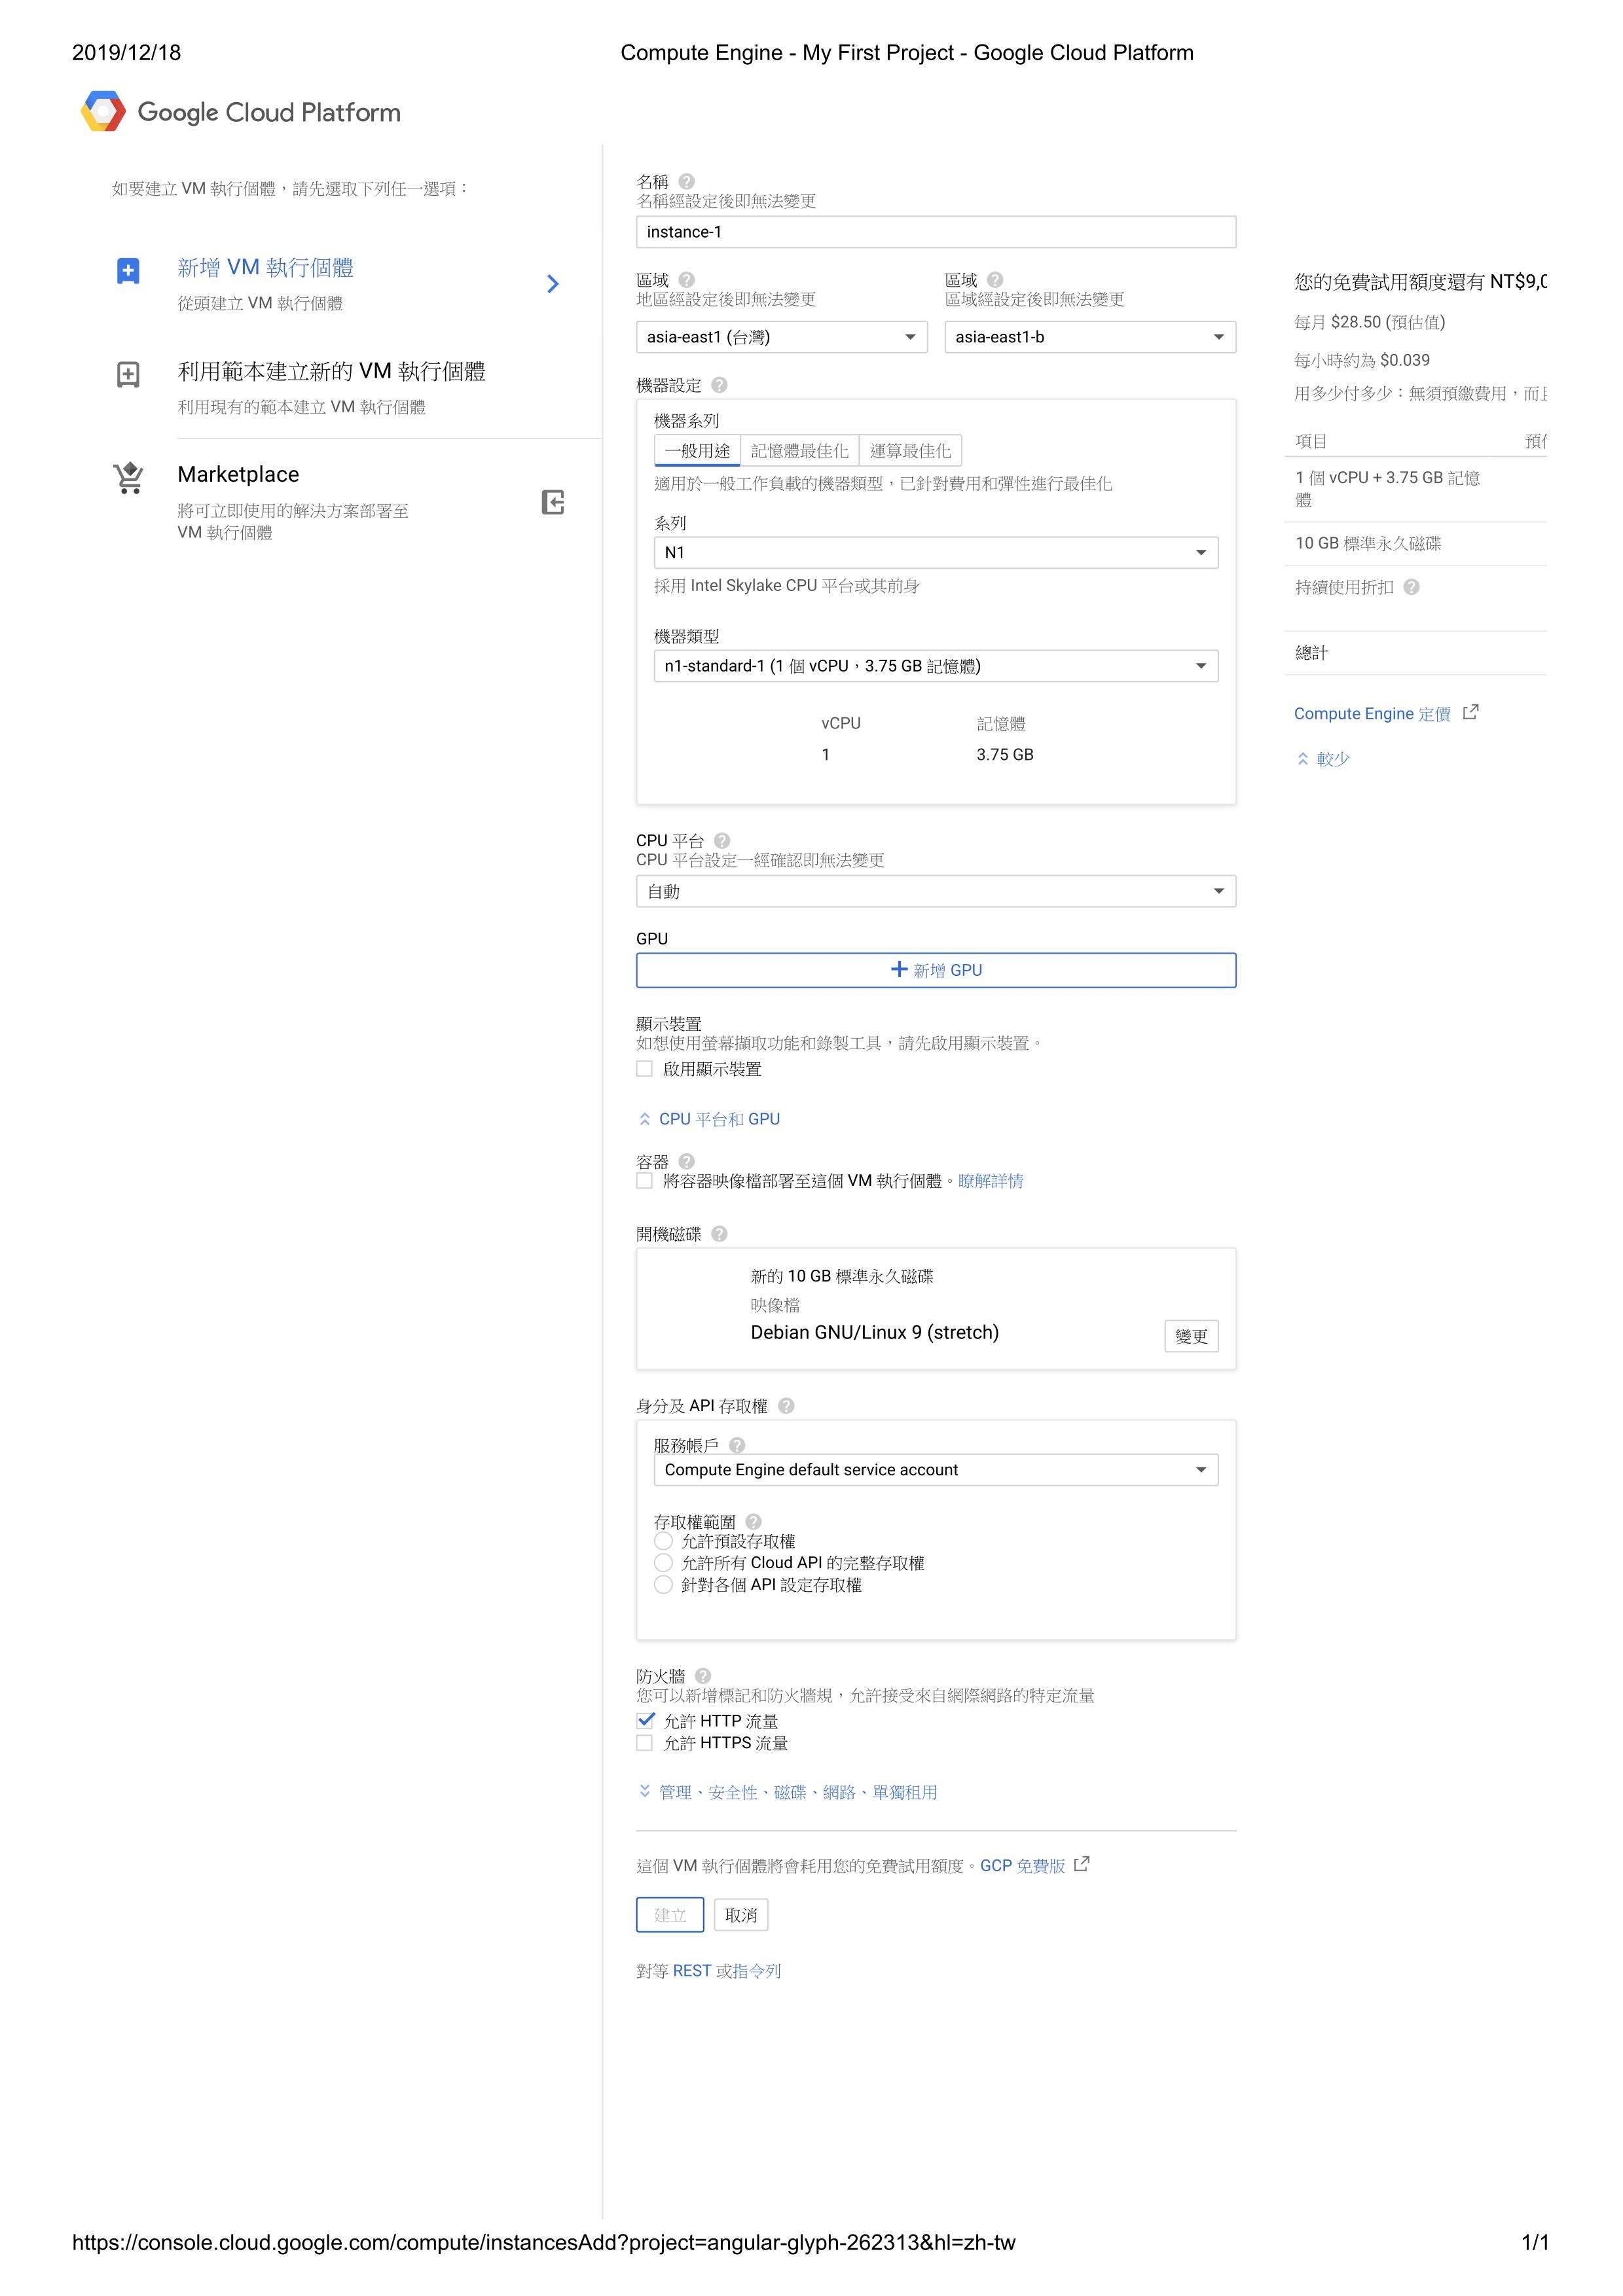 2019/12/18
Compute Engine - My First Project - Google Cloud Platform
Google Cloud Platform
如要建立 VM 執行個體，請先選取下列任一選項：
新增 VM 執行個體
從頭建立 VM 執行個體
利用範本建立新的 VM 執行個體
利用現有的範本建立 VM 執行個體
Marketplace
將可立即使用的解決方案部署至
VM 執行個體
名稱
名稱經設定後即無法變更
instance-1
區域
地區經設定後即無法變更
asia-east1 (台灣)
區域
區域經設定後即無法變更
asia-east1-b
機器設定
機器系列
一般用途
記憶體最佳化
運算最佳化
適用於一般工作負載的機器類型，已針對費用和彈性進行最佳化
系列
N1
採用 Intel Skylake CPU 平台或其前身
機器類型
n1-standard-1 (1 個 vCPU，3.75 GB 記憶體)
vCPU 記憶體
1 3.75 GB
CPU 平台
CPU 平台設定一經確認即無法變更
自動
GPU
新增 GPU
顯示裝置
如想使用螢幕擷取功能和錄製工具，請先啟用顯示裝置。
啟用顯示裝置
CPU 平台和 GPU
容器
將容器映像檔部署至這個 VM 執行個體。瞭解詳情
開機磁碟
新的 10 GB 標準永久磁碟
映像檔
Debian GNU/Linux 9 (stretch)
變更
身分及 API 存取權
服務帳戶
Compute Engine default service account
存取權範圍
允許預設存取權
允許所有 Cloud API 的完整存取權
針對各個 API 設定存取權
防火牆
您可以新增標記和防火牆規，允許接受來自網際網路的特定流量
允許 HTTP 流量
允許 HTTPS 流量
管理、安全性、磁碟、網路、單獨租用
這個 VM 執行個體將會耗用您的免費試用額度。GCP 免費版
建立
取消
對等 REST 或指令列
您的免費試用額度還有 NT$9,0
每月 $28.50 (預估值)
每小時約為 $0.039
用多少付多少：無須預繳費用，而且
項目
1 個 vCPU + 3.75 GB 記憶
體
10 GB 標準永久磁碟
持續使用折扣
總計
Compute Engine 定價
較少
https://console.cloud.google.com/compute/instancesAdd?project=angular-glyph-262313&hl=zh-tw
1/1